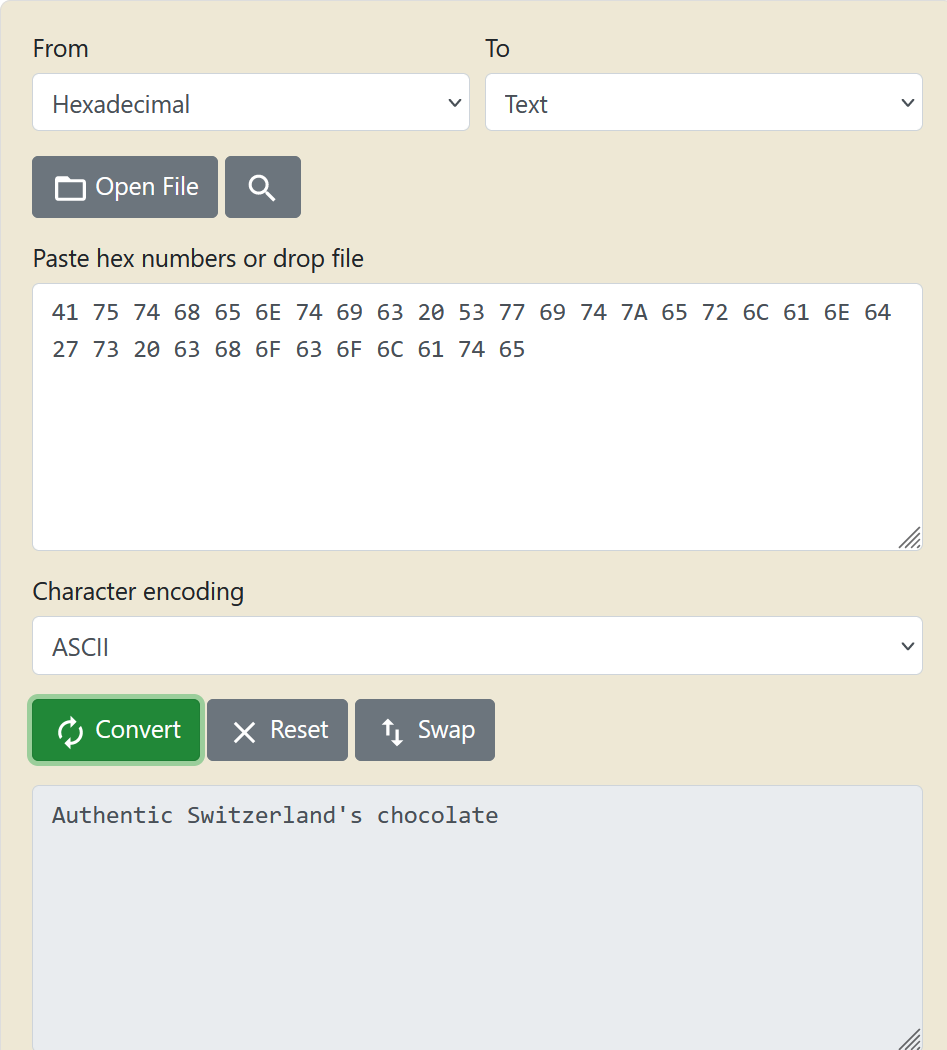 From
To
Hexadecimal
Text
Open File
Paste hex numbers or drop file
41 75 74 68 65 6E 74 69 63 20 53 77 69 74 7A 65 72 6C 61 6E 64
27 73 20 63 68 6F 63 6F 6C 61 74 65
Character encoding
ASCII
Convert
Reset
Swap
Authentic Switzerland's chocolate